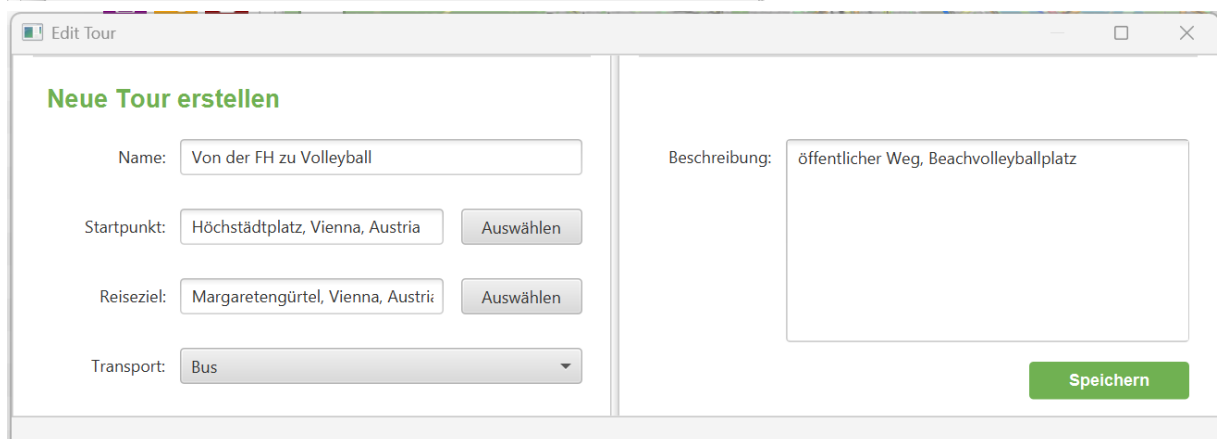 Edit Tour
Neue Tour erstellen
Name: Von der FH zu Volleyball
Startpunkt: Höchstädtplatz, Vienna, Austria Auswählen
Reiseziel: Margaretengürtel, Vienna, Austria Auswählen
Transport: Bus
Beschreibung: öffentlicher Weg, Beachvolleyballplatz
Speichern